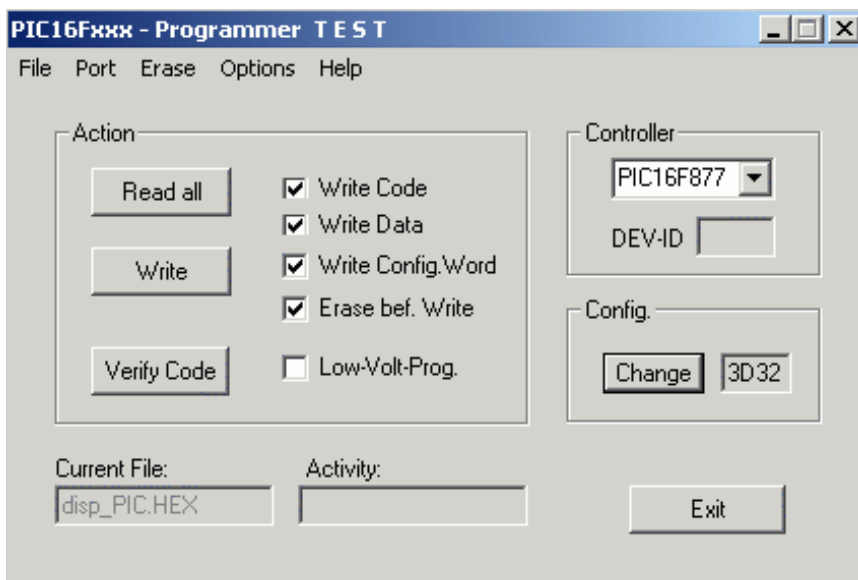 PIC16Fxxx - Programmer T E S T
File Port Erase Options Help
Action
Read all
Write
Verify Code
Write Code
Write Data
Write Config.Word
Erase bef. Write
Low-Volt-Prog.
Controller
PIC16F877
DEV-ID
Config.
Change 3D32
Current File:
disp_PIC.HEX
Activity:
Exit